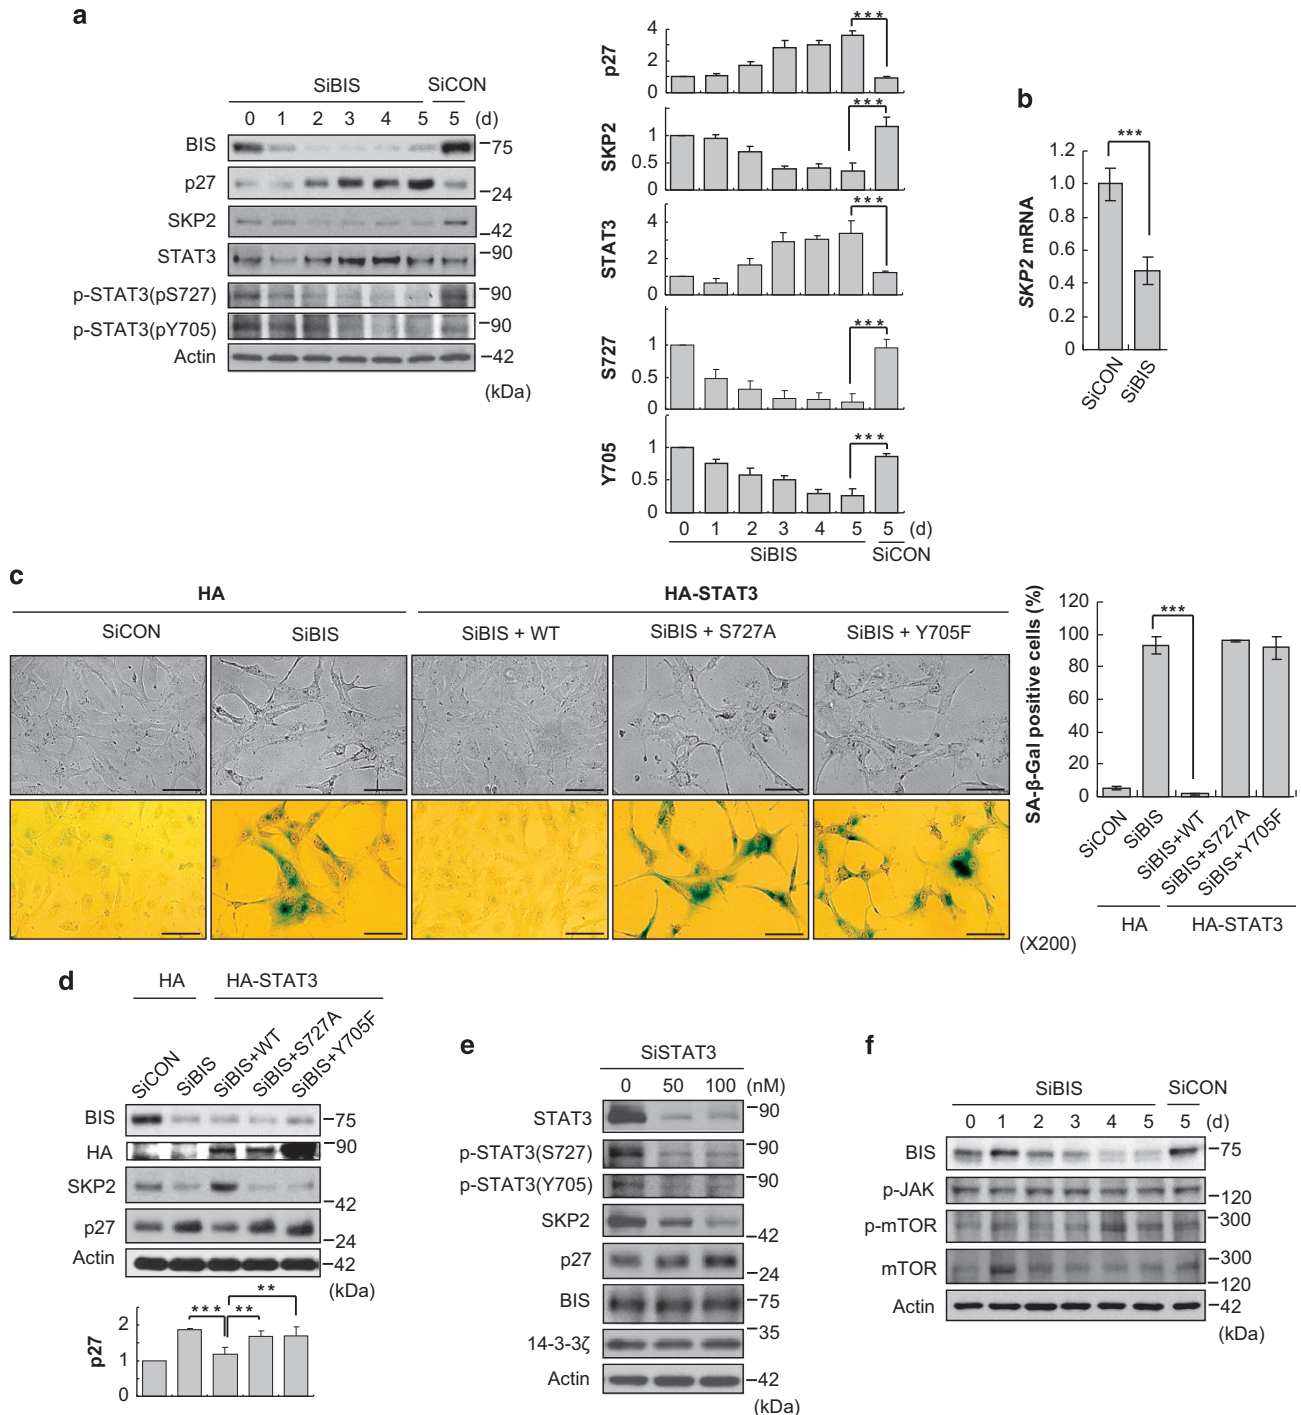 a
SiBIS SiCON
0 1 2 3 4 5 5 (d)
BIS −75
p27 −24
SKP2 −42
STAT3 −90
p-STAT3(pS727) −90
p-STAT3(pY705) −90
Actin −42
(kDa)
p27
4
2
0
***
SKP2
1
0.5
0
***
STAT3
4
2
0
***
S727
1
0.5
0
***
Y705
1
0.5
0
***
0 1 2 3 4 5 5 (d)
SiBIS SiCON
b
***
SKP2 mRNA
1.2
1.0
0.8
0.6
0.4
0.2
0
SiCON
SiBIS
c
HA HA-STAT3
SiCON SiBIS SiBIS + WT SiBIS + S727A SiBIS + Y705F
(X200)
SA-β-Gal positive cells (%)
120
100
80
60
40
20
0
***
SiCON
SiBIS
SiBIS+WT
SiBIS+S727A
SiBIS+Y705F
HA HA-STAT3
d
HA HA-STAT3
SiCON
SiBIS
SiBIS+WT
SiBIS+S727A
SiBIS+Y705F
BIS −75
HA −90
SKP2 −42
p27 −24
Actin −42
(kDa)
**
*** **
p27
2
1
0
e
SiSTAT3
0 50 100 (nM)
STAT3 −90
p-STAT3(S727) −90
p-STAT3(Y705) −90
SKP2 −42
p27 −24
BIS −75
14-3-3ζ −35
Actin −42
(kDa)
f
SiBIS SiCON
0 1 2 3 4 5 5 (d)
BIS −75
p-JAK −120
p-mTOR −300
mTOR −300
−120
Actin −42
(kDa)